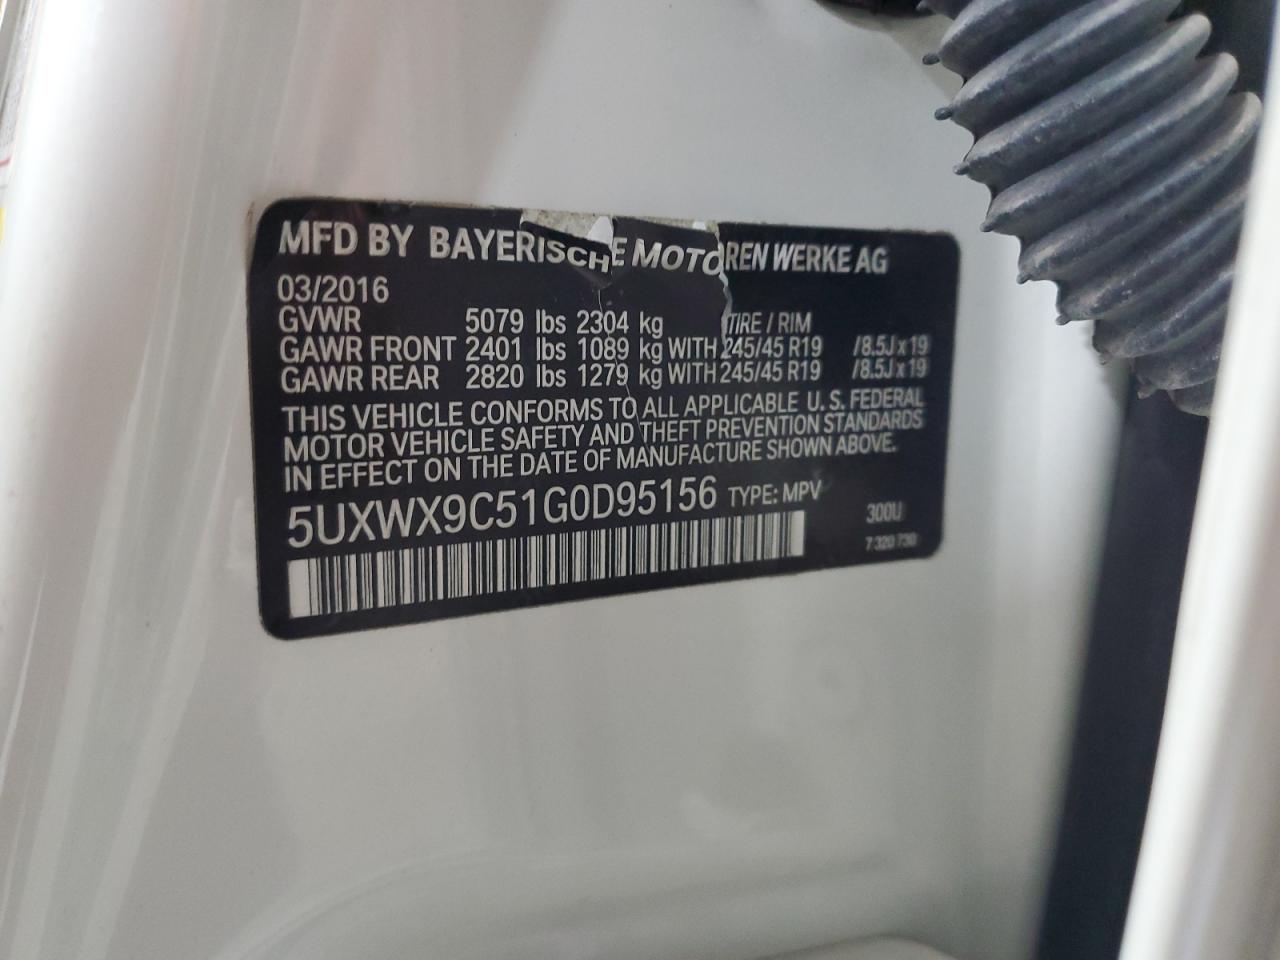 MFD BY BAYERISCHE MOTOREN WERKE AG
03/2016
GVWR 5079 lbs 2304 kg TIRE / RIM
GAWR FRONT 2401 lbs 1089 kg WITH 245/45 R19 /8.5J x 19
GAWR REAR 2820 lbs 1279 kg WITH 245/45 R19 /8.5J x 19
THIS VEHICLE CONFORMS TO ALL APPLICABLE U.S. FEDERAL
MOTOR VEHICLE SAFETY AND THEFT PREVENTION STANDARDS
IN EFFECT ON THE DATE OF MANUFACTURE SHOWN ABOVE.
5UXWX9C51G0D95156 TYPE: MPV
300U
7 320 730